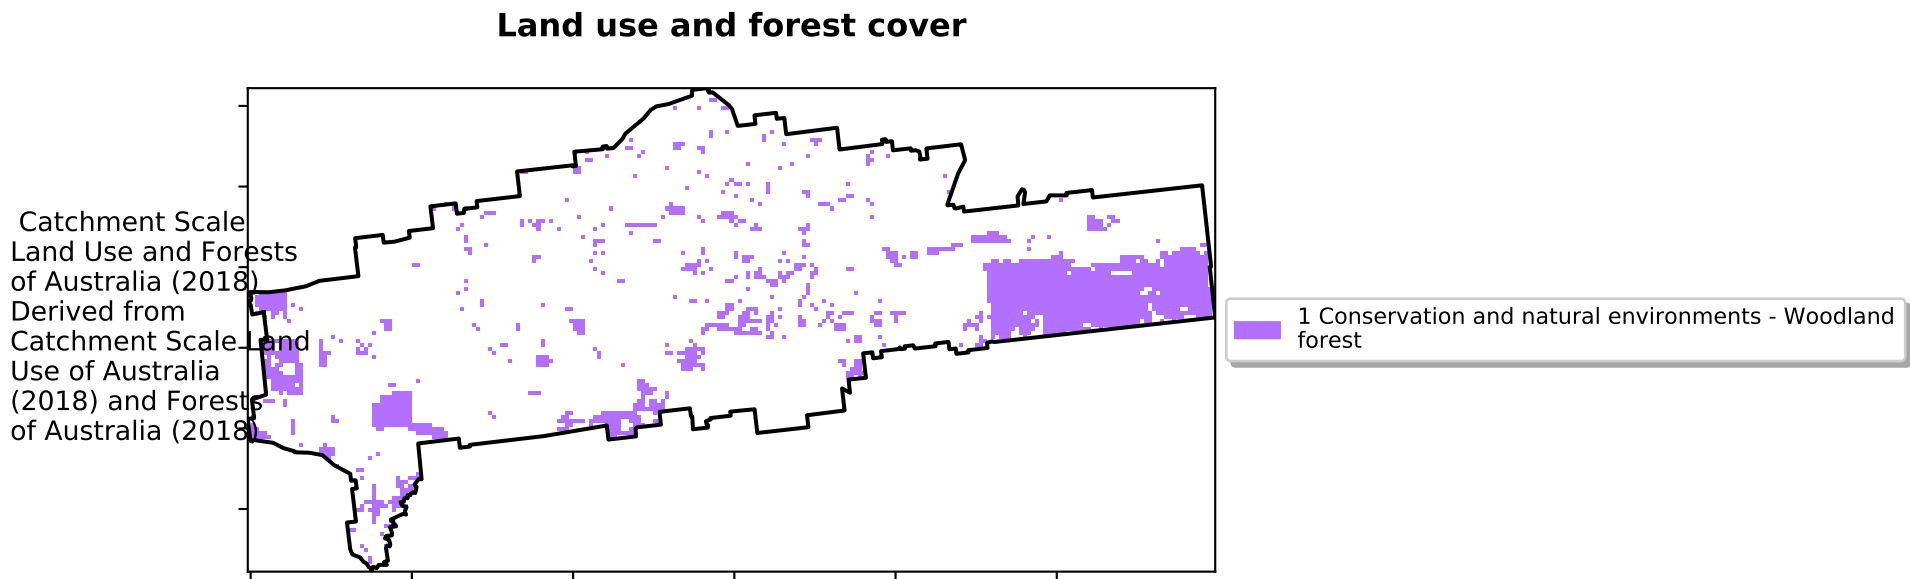 Land use and forest cover
Catchment Scale
Land Use and Forests
of Australia (2018)
Derived from
Catchment Scale Land
Use of Australia
(2018) and Forests
of Australia (2018)
1 Conservation and natural environments - Woodland
forest